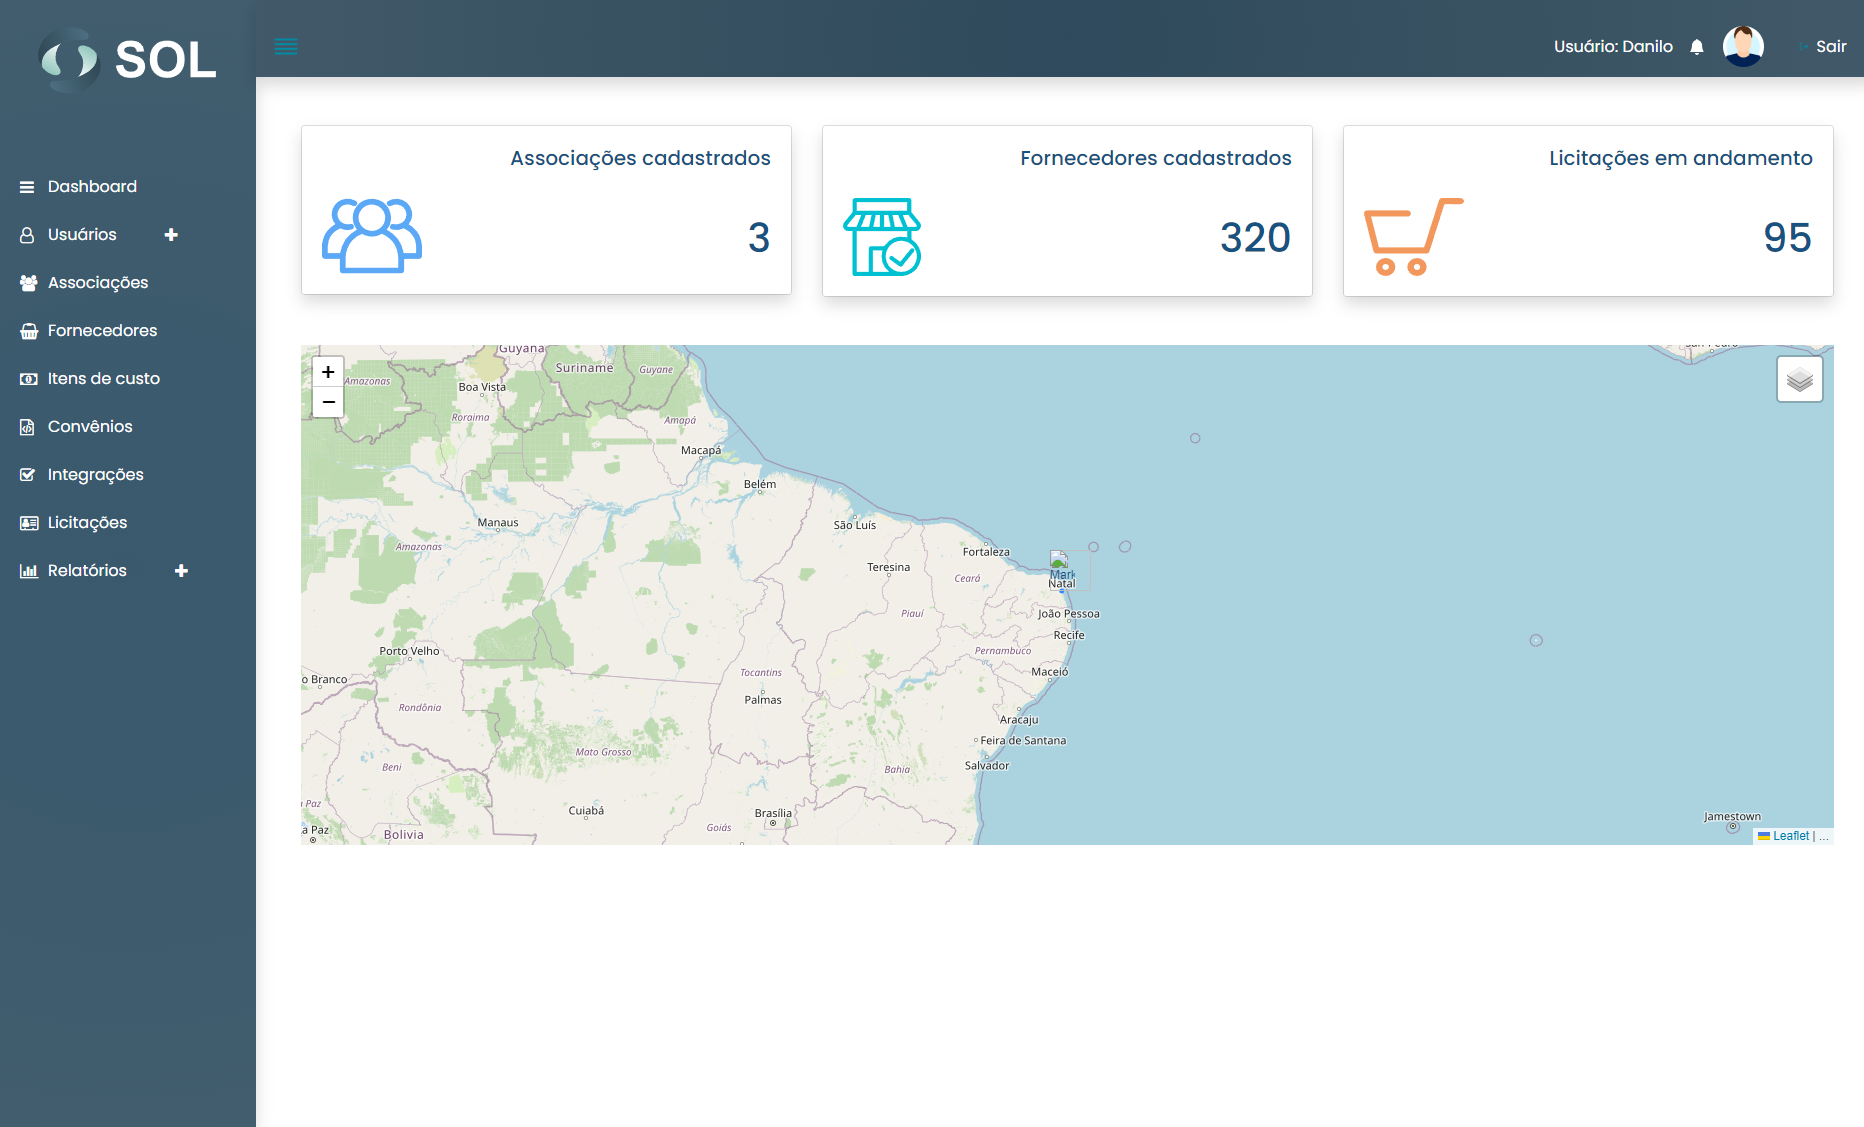 SOL
Usuário: Danilo
Sair
Dashboard
Usuários
Associações
Fornecedores
Itens de custo
Convênios
Integrações
Licitações
Relatórios
Associações cadastrados
3
Fornecedores cadastrados
320
Licitações em andamento
95
+
−
Guyana
Suriname
Guyane
Amazonas
Boa Vista
Roraima
Amapá
Macapá
Belém
São Luís
Manaus
Amazonas
Fortaleza
Teresina
Ceará
Mark
Natal
Piauí
João Pessoa
Recife
Porto Velho
Pernambuco
Tocantins
Maceió
o Branco
Palmas
Rondônia
Aracaju
Feira de Santana
Mato Grosso
Beni
Bahia
Salvador
a Paz
Cuiabá
Brasília
Jamestown
a Paz
Bolivia
Goiás
Leaflet | ...